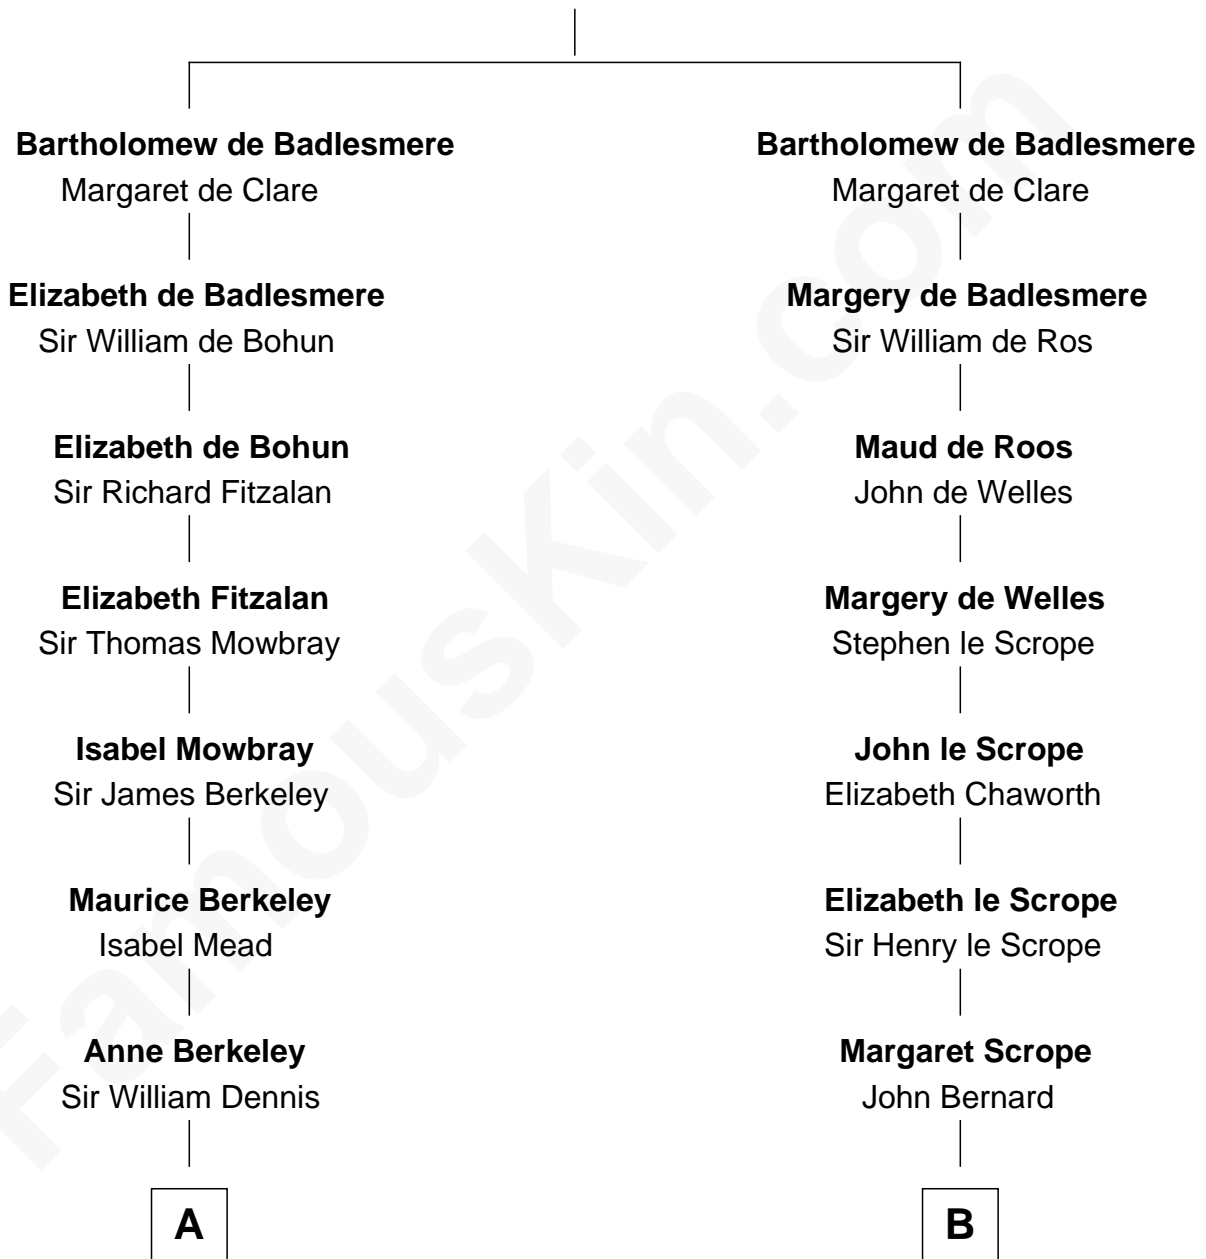 Bartholomew de Badlesmere
Margaret de Clare
Elizabeth de Badlesmere
Sir William de Bohun
Elizabeth de Bohun
Sir Richard Fitzalan
Elizabeth Fitzalan
Sir Thomas Mowbray
Isabel Mowbray
Sir James Berkeley
Maurice Berkeley
Isabel Mead
Anne Berkeley
Sir William Dennis
A
Bartholomew de Badlesmere
Margaret de Clare
Margery de Badlesmere
Sir William de Ros
Maud de Roos
John de Welles
Margery de Welles
Stephen le Scrope
John le Scrope
Elizabeth Chaworth
Elizabeth le Scrope
Sir Henry le Scrope
Margaret Scrope
John Bernard
B
FamousKin.com